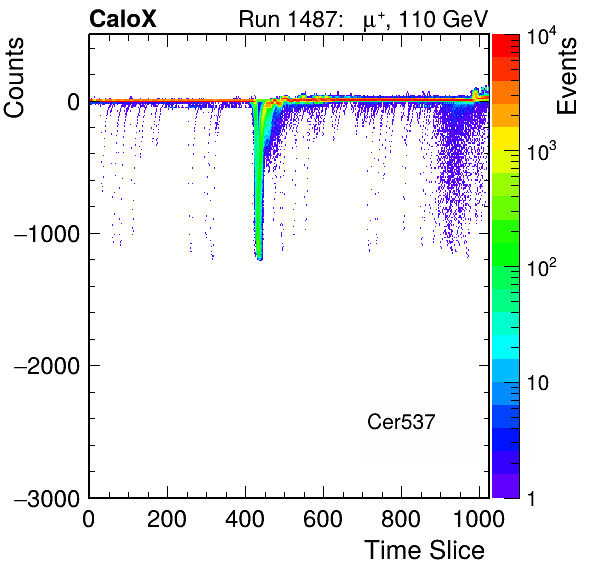 CaloX Run 1487: μ⁺, 110 GeV
Counts
Events
0
−1000
−2000
−3000
10⁴
10³
10²
10
1
Cer537
0 200 400 600 800 1000
Time Slice